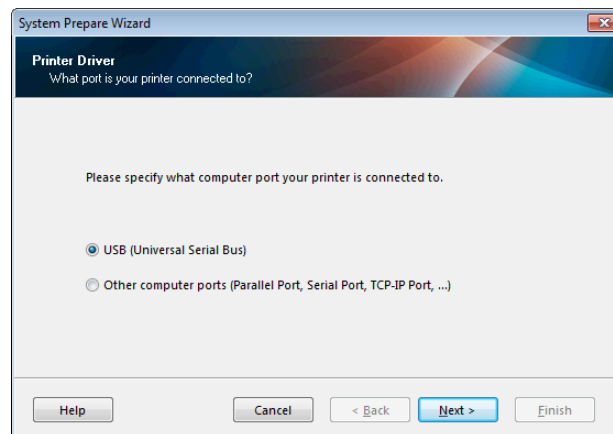 System Prepare Wizard
Printer Driver
What port is your printer connected to?
Please specify what computer port your printer is connected to.
USB (Universal Serial Bus)
Other computer ports (Parallel Port, Serial Port, TCP-IP Port, ...)
Help Cancel < Back Next > Finish